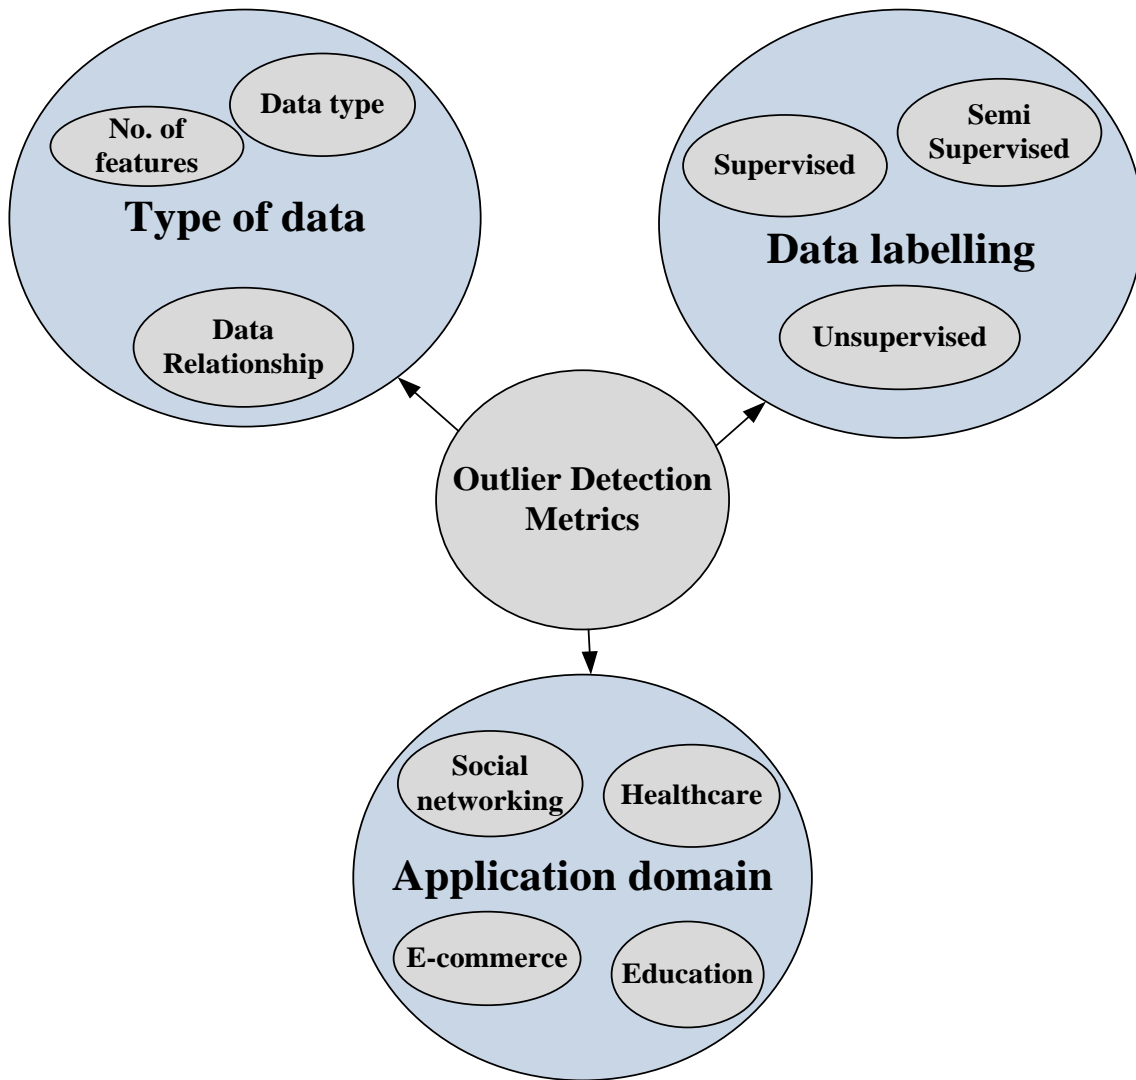 Data type
No. of
features
Type of data
Data
Relationship
Semi
Supervised
Supervised
Data labelling
Unsupervised
Outlier Detection
Metrics
Social
networking
Healthcare
Application domain
E-commerce
Education